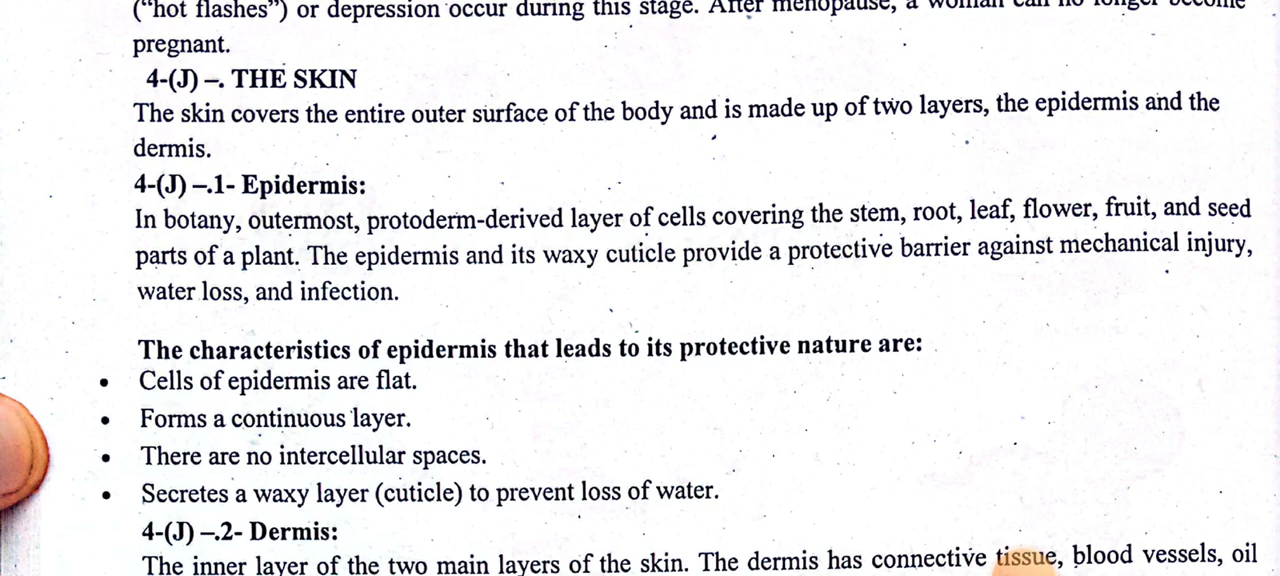 ("hot flashes") or depression occur during this stage. After menopause, a woman can no longer become
pregnant.
4-(J) –. THE SKIN
The skin covers the entire outer surface of the body and is made up of two layers, the epidermis and the
dermis.
4-(J) –.1- Epidermis:
In botany, outermost, protoderm-derived layer of cells covering the stem, root, leaf, flower, fruit, and seed
parts of a plant. The epidermis and its waxy cuticle provide a protective barrier against mechanical injury,
water loss, and infection.
The characteristics of epidermis that leads to its protective nature are:
• Cells of epidermis are flat.
• Forms a continuous layer.
• There are no intercellular spaces.
• Secretes a waxy layer (cuticle) to prevent loss of water.
4-(J) –.2- Dermis:
The inner layer of the two main layers of the skin. The dermis has connective tissue, blood vessels, oil